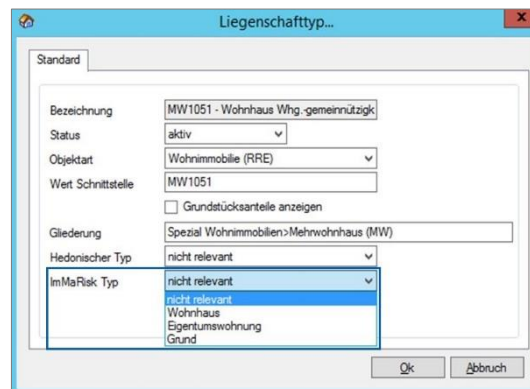 Liegenschafttyp...
x
Standard
Bezeichnung MW1051 - Wohnhaus Whg.-gemeinnützigk
Status aktiv
Objektart Wohnimmobilie (RRE)
Wert Schnittstelle MW1051
Grundstücksanteile anzeigen
Gliederung Spezial Wohnimmobilien>Mehrwohnhaus (MW)
Hedonischer Typ nicht relevant
ImMaRisk Typ nicht relevant
nicht relevant
Wohnhaus
Eigentumswohnung
Grund
Ok Abbruch